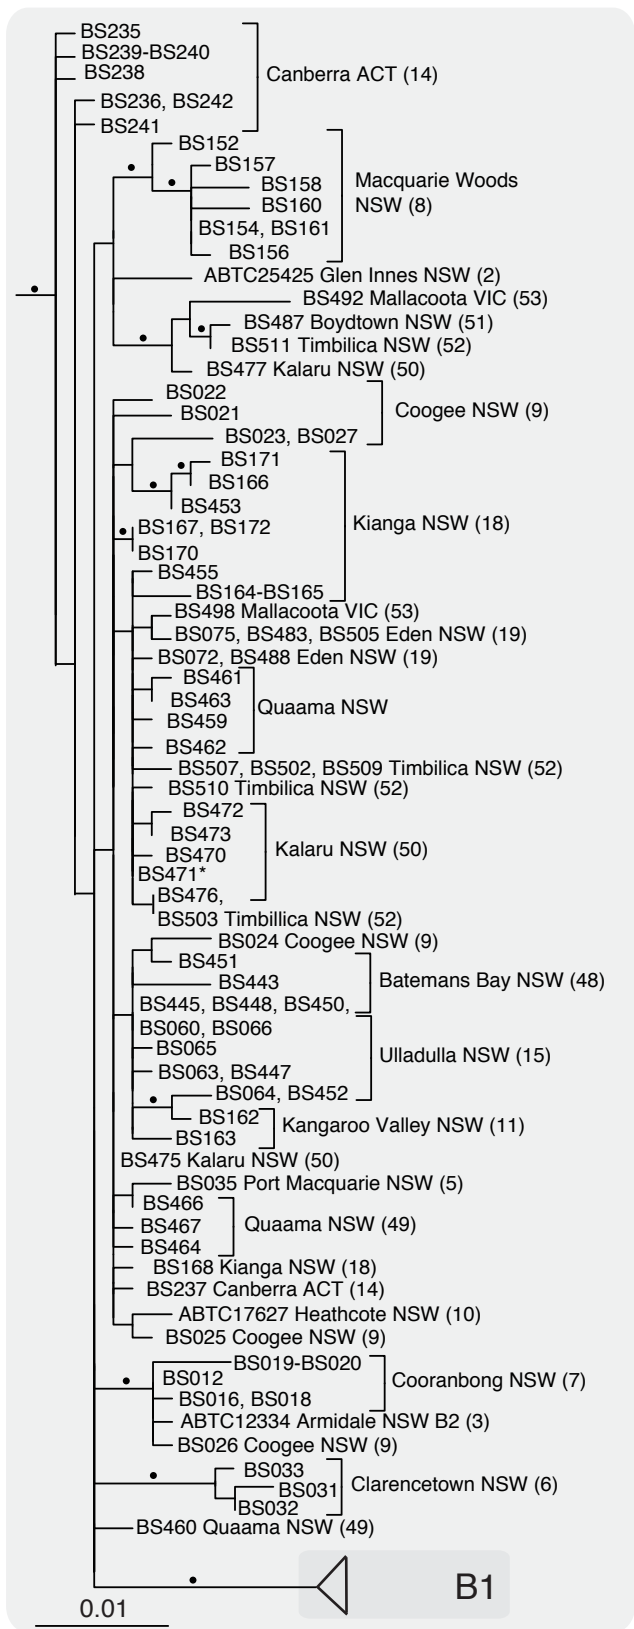 BS235
BS239-BS240
BS238
Canberra ACT (14)
BS236, BS242
BS241
BS152
BS157
BS158
Macquarie Woods
NSW (8)
BS160
BS154, BS161
BS156
ABTC25425 Glen Innes NSW (2)
BS492 Mallacoota VIC (53)
BS487 Boydtown NSW (51)
BS511 Timbilica NSW (52)
BS477 Kalaru NSW (50)
BS022
BS021
Coogee NSW (9)
BS023, BS027
BS171
BS166
BS453
Kianga NSW (18)
BS167, BS172
BS170
BS455
BS164-BS165
BS498 Mallacoota VIC (53)
BS075, BS483, BS505 Eden NSW (19)
BS072, BS488 Eden NSW (19)
BS461
BS463
Quaama NSW
BS459
BS462
BS507, BS502, BS509 Timbilica NSW (52)
BS510 Timbilica NSW (52)
BS472
BS473
Kalaru NSW (50)
BS470
BS471*
BS476,
BS503 Timbillica NSW (52)
BS024 Coogee NSW (9)
BS451
BS443
Batemans Bay NSW (48)
BS445, BS448, BS450,
BS060, BS066
BS065
Ulladulla NSW (15)
BS063, BS447
BS064, BS452
BS162
Kangaroo Valley NSW (11)
BS163
BS475 Kalaru NSW (50)
BS035 Port Macquarie NSW (5)
BS466
BS467
Quaama NSW (49)
BS464
BS168 Kianga NSW (18)
BS237 Canberra ACT (14)
ABTC17627 Heathcote NSW (10)
BS025 Coogee NSW (9)
BS019-BS020
BS012
Cooranbong NSW (7)
BS016, BS018
ABTC12334 Armidale NSW B2 (3)
BS026 Coogee NSW (9)
BS033
BS031
Clarencetown NSW (6)
BS032
BS460 Quaama NSW (49)
B1
0.01